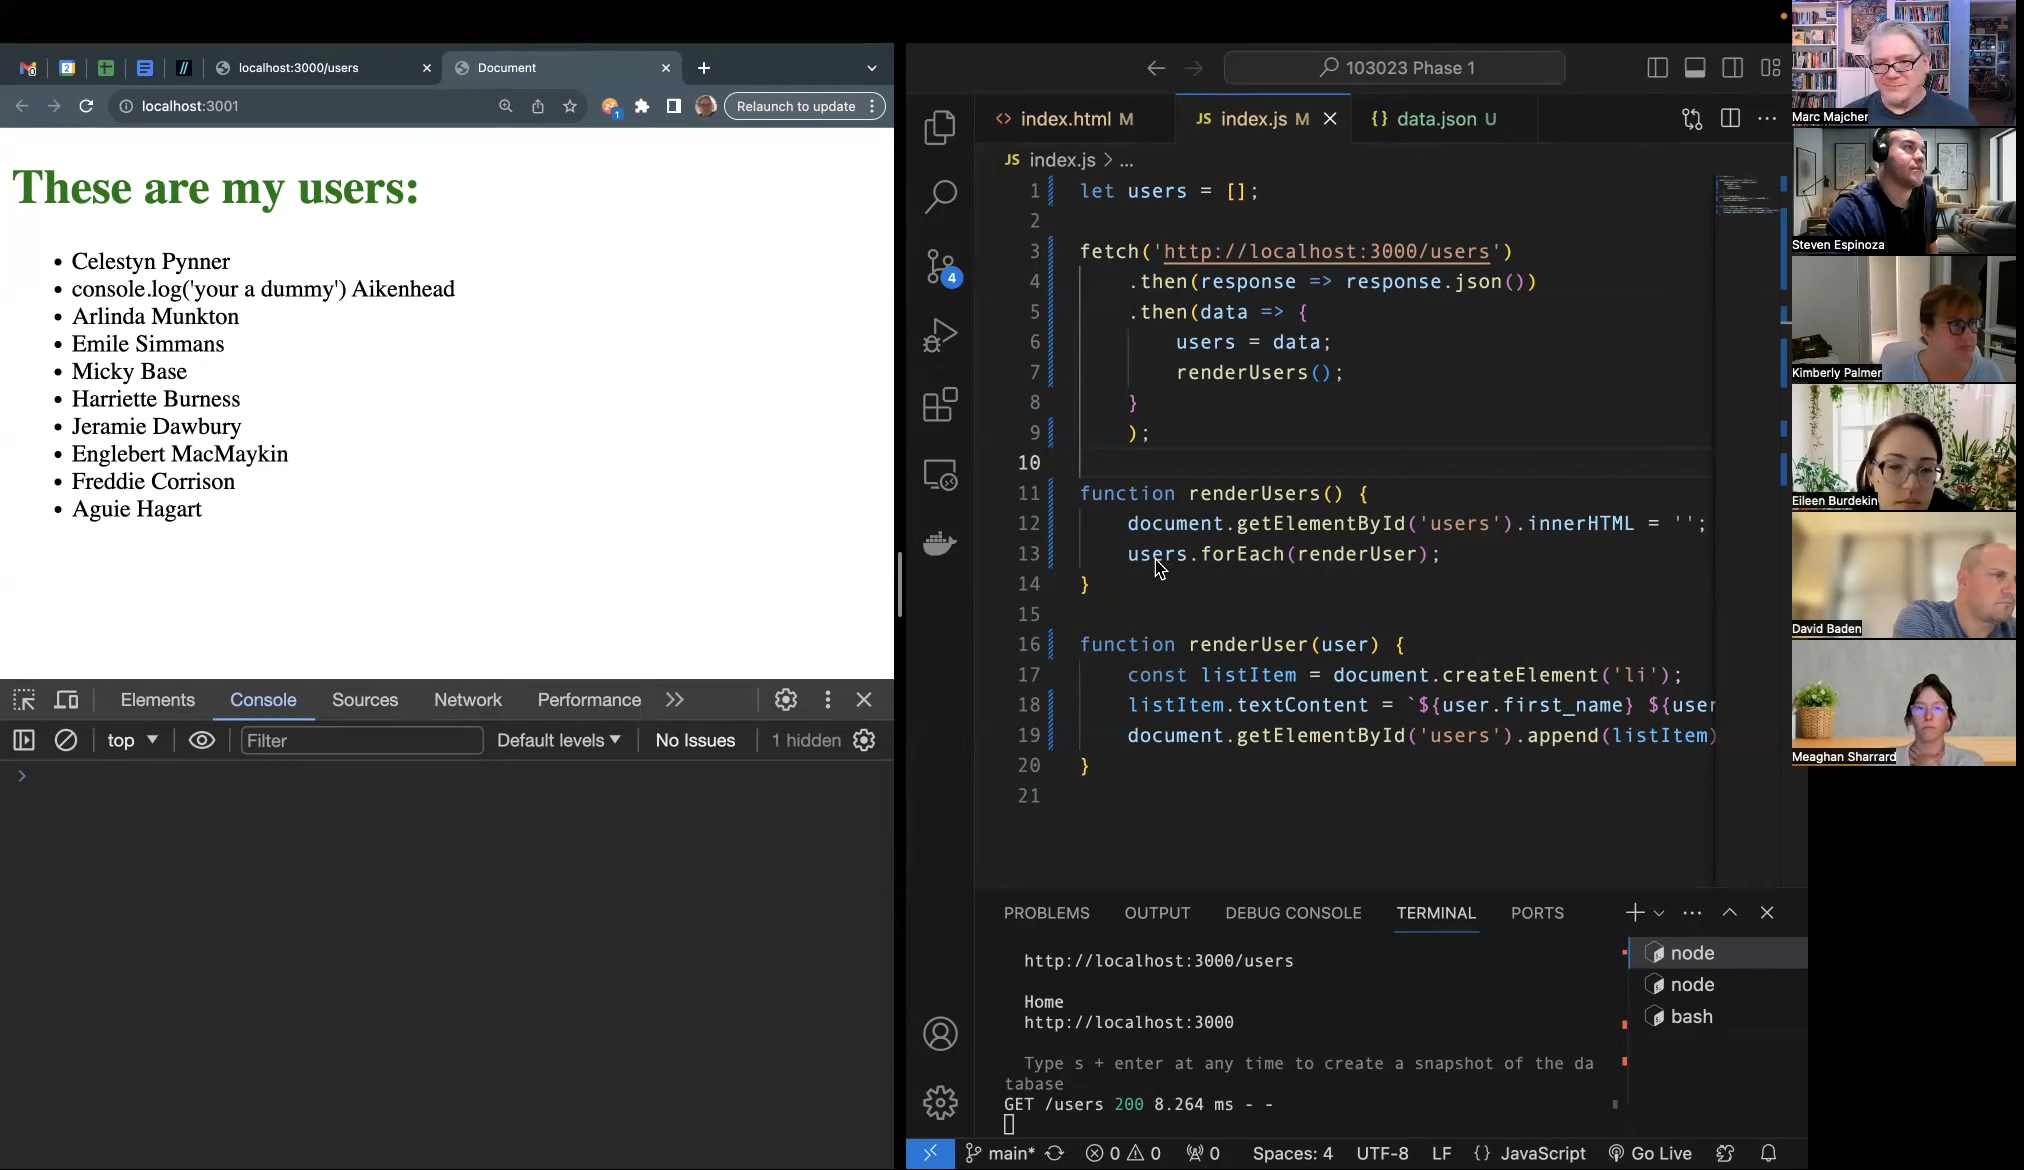 localhost:3000/users
Document
localhost:3001
Relaunch to update
These are my users:
• Celestyn Pynner
• console.log('your a dummy') Aikenhead
• Arlinda Munkton
• Emile Simmans
• Micky Base
• Harriette Burness
• Jeramie Dawbury
• Englebert MacMaykin
• Freddie Corrison
• Aguie Hagart
Elements Console Sources Network Performance
top Filter Default levels No Issues 1 hidden
103023 Phase 1
index.html M JS index.js M {} data.json U
JS index.js > ...
1 let users = [];
2
3 fetch('http://localhost:3000/users')
4 .then(response => response.json())
5 .then(data => {
6 users = data;
7 renderUsers();
8 }
9 );
10
11 function renderUsers() {
12 document.getElementById('users').innerHTML = '';
13 users.forEach(renderUser);
14 }
15
16 function renderUser(user) {
17 const listItem = document.createElement('li');
18 listItem.textContent = `${user.first_name} ${user
19 document.getElementById('users').append(listItem)
20 }
21
4
PROBLEMS OUTPUT DEBUG CONSOLE TERMINAL PORTS
http://localhost:3000/users
Home
http://localhost:3000
Type s + enter at any time to create a snapshot of the da
tabase
GET /users 200 8.264 ms - -
node
node
bash
main* 0 0 0 Spaces: 4 UTF-8 LF {} JavaScript Go Live
Marc Majcher
Steven Espinoza
Kimberly Palmer
Eileen Burdekin
David Baden
Meaghan Sharrard